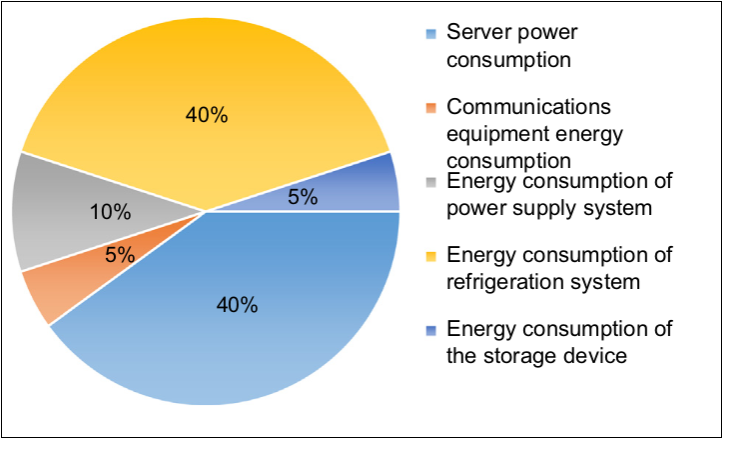 40%
5%
10%
5%
40%
Server power
consumption
Communications
equipment energy
consumption
Energy consumption of
power supply system
Energy consumption of
refrigeration system
Energy consumption of
the storage device